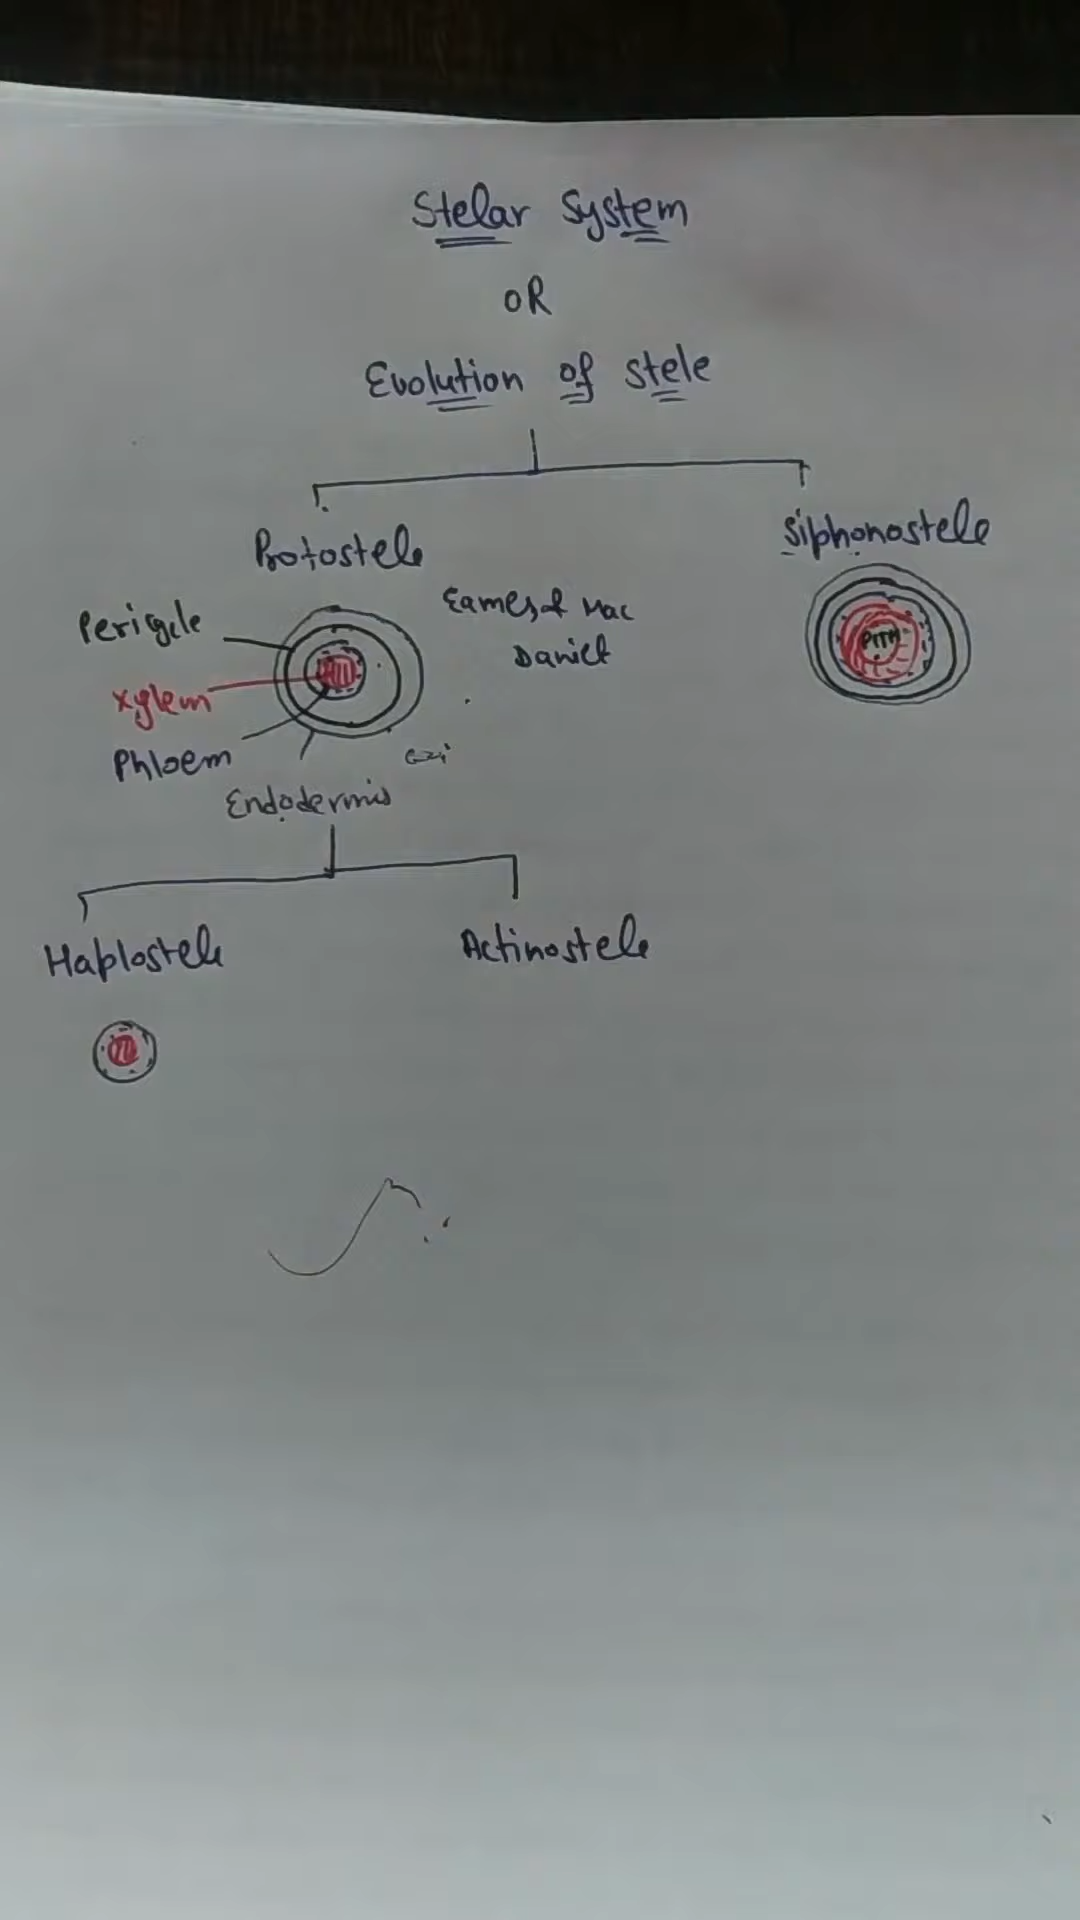 Stelar System
OR
Evolution of stele
Protostele
Siphonostele
Eames & Mac
Daniel
Pericycle
Xylem
Phloem
Endodermis
PITH
Haplostele
Actinostele